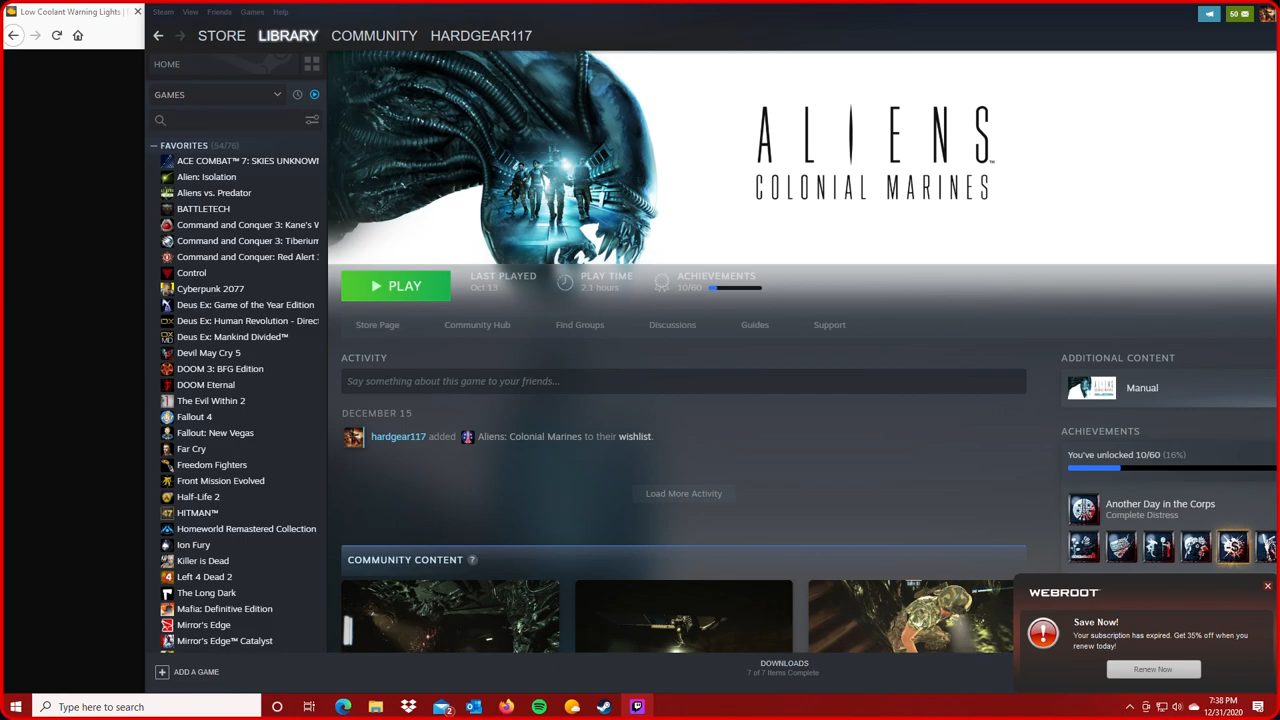 Low Coolant Warning Lights |
Steam View Friends Games Help
50
STORE LIBRARY COMMUNITY HARDGEAR117
HOME
GAMES
FAVORITES (54/76)
ACE COMBAT™ 7: SKIES UNKNOWN
Alien: Isolation
Aliens vs. Predator
BATTLETECH
Command and Conquer 3: Kane's W
Command and Conquer 3: Tiberium
Command and Conquer: Red Alert 3
Control
Cyberpunk 2077
Deus Ex: Game of the Year Edition
Deus Ex: Human Revolution - Direct
Deus Ex: Mankind Divided™
Devil May Cry 5
DOOM 3: BFG Edition
DOOM Eternal
The Evil Within 2
Fallout 4
Fallout: New Vegas
Far Cry
Freedom Fighters
Front Mission Evolved
Half-Life 2
HITMAN™
Homeworld Remastered Collection
Ion Fury
Killer is Dead
Left 4 Dead 2
The Long Dark
Mafia: Definitive Edition
Mirror's Edge
Mirror's Edge™ Catalyst
ADD A GAME
ALIENS™
COLONIAL MARINES
PLAY
LAST PLAYED
Oct 13
PLAY TIME
2.1 hours
ACHIEVEMENTS
10/60
Store Page Community Hub Find Groups Discussions Guides Support
ACTIVITY
Say something about this game to your friends...
DECEMBER 15
hardgear117 added Aliens: Colonial Marines to their wishlist.
Load More Activity
COMMUNITY CONTENT ?
ADDITIONAL CONTENT
Manual
ACHIEVEMENTS
You've unlocked 10/60 (16%)
Another Day in the Corps
Complete Distress
WEBROOT
Save Now!
Your subscription has expired. Get 35% off when you
renew today!
Renew Now
DOWNLOADS
7 of 7 Items Complete
Type here to search
2
7:38 PM
12/31/2020